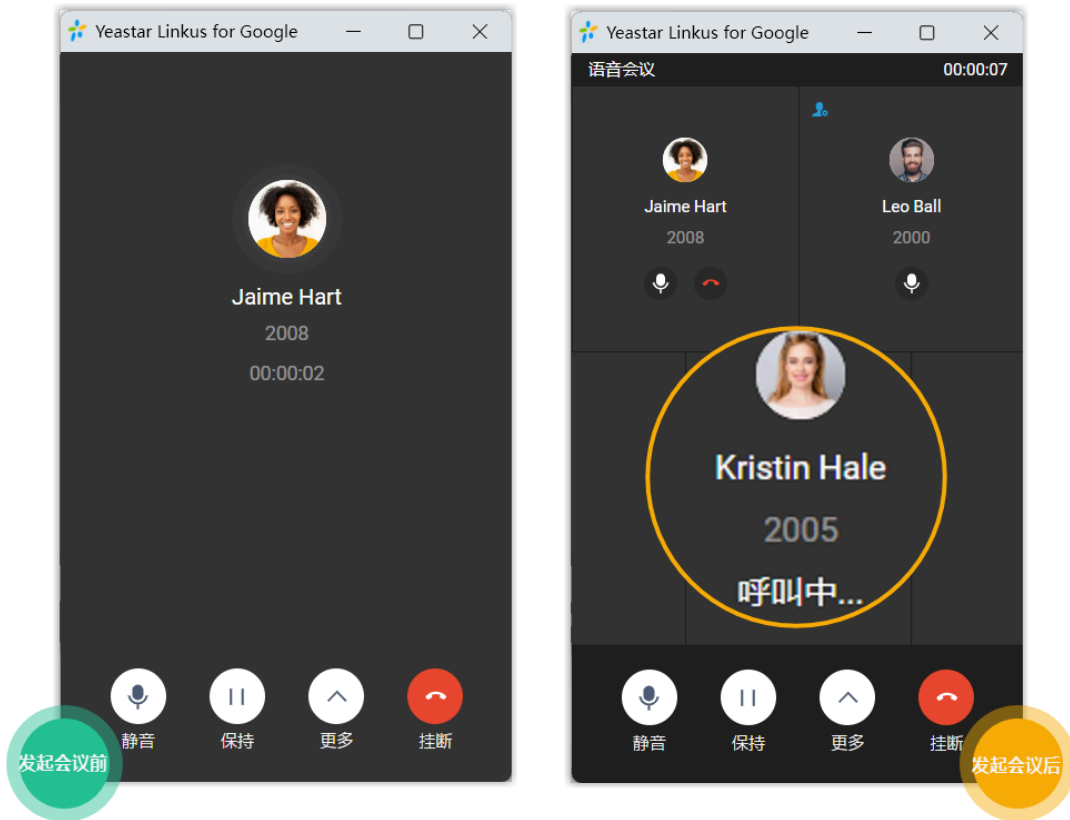 Yeastar Linkus for Google
Jaime Hart
2008
00:00:02
静音
保持
更多
挂断
发起会议前
Yeastar Linkus for Google
语音会议
00:00:07
Jaime Hart
2008
Leo Ball
2000
Kristin Hale
2005
呼叫中...
静音
保持
更多
挂断
发起会议后